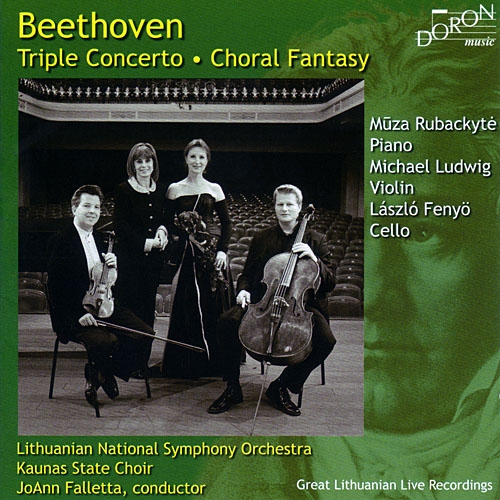 Beethoven
Triple Concerto • Choral Fantasy
DORON
music
Mūza Rubackytė
Piano
Michael Ludwig
Violin
László Fenyö
Cello
Lithuanian National Symphony Orchestra
Kaunas State Choir
JoAnn Falletta, conductor
Great Lithuanian Live Recordings